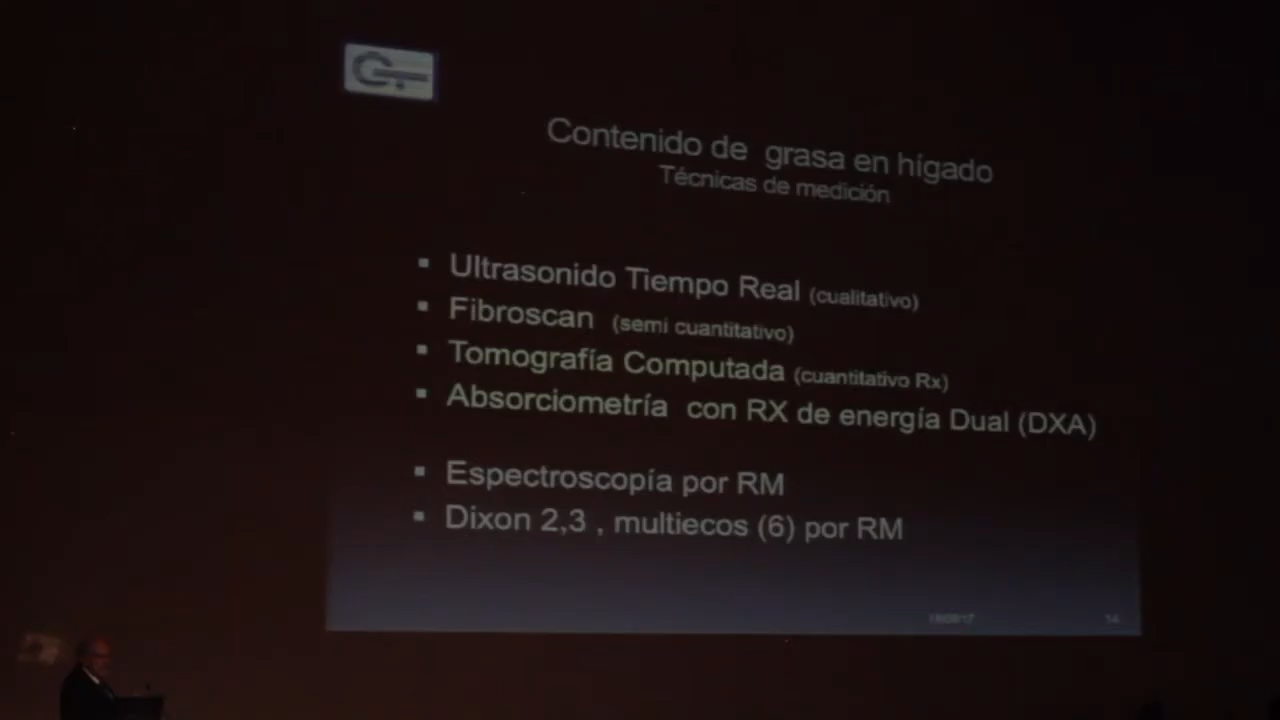 Contenido de grasa en hígado
Técnicas de medición
▪ Ultrasonido Tiempo Real (cualitativo)
▪ Fibroscan (semi cuantitativo)
▪ Tomografía Computada (cuantitativo Rx)
▪ Absorciometría con RX de energía Dual (DXA)
▪ Espectroscopía por RM
▪ Dixon 2,3 , multiecos (6) por RM
14